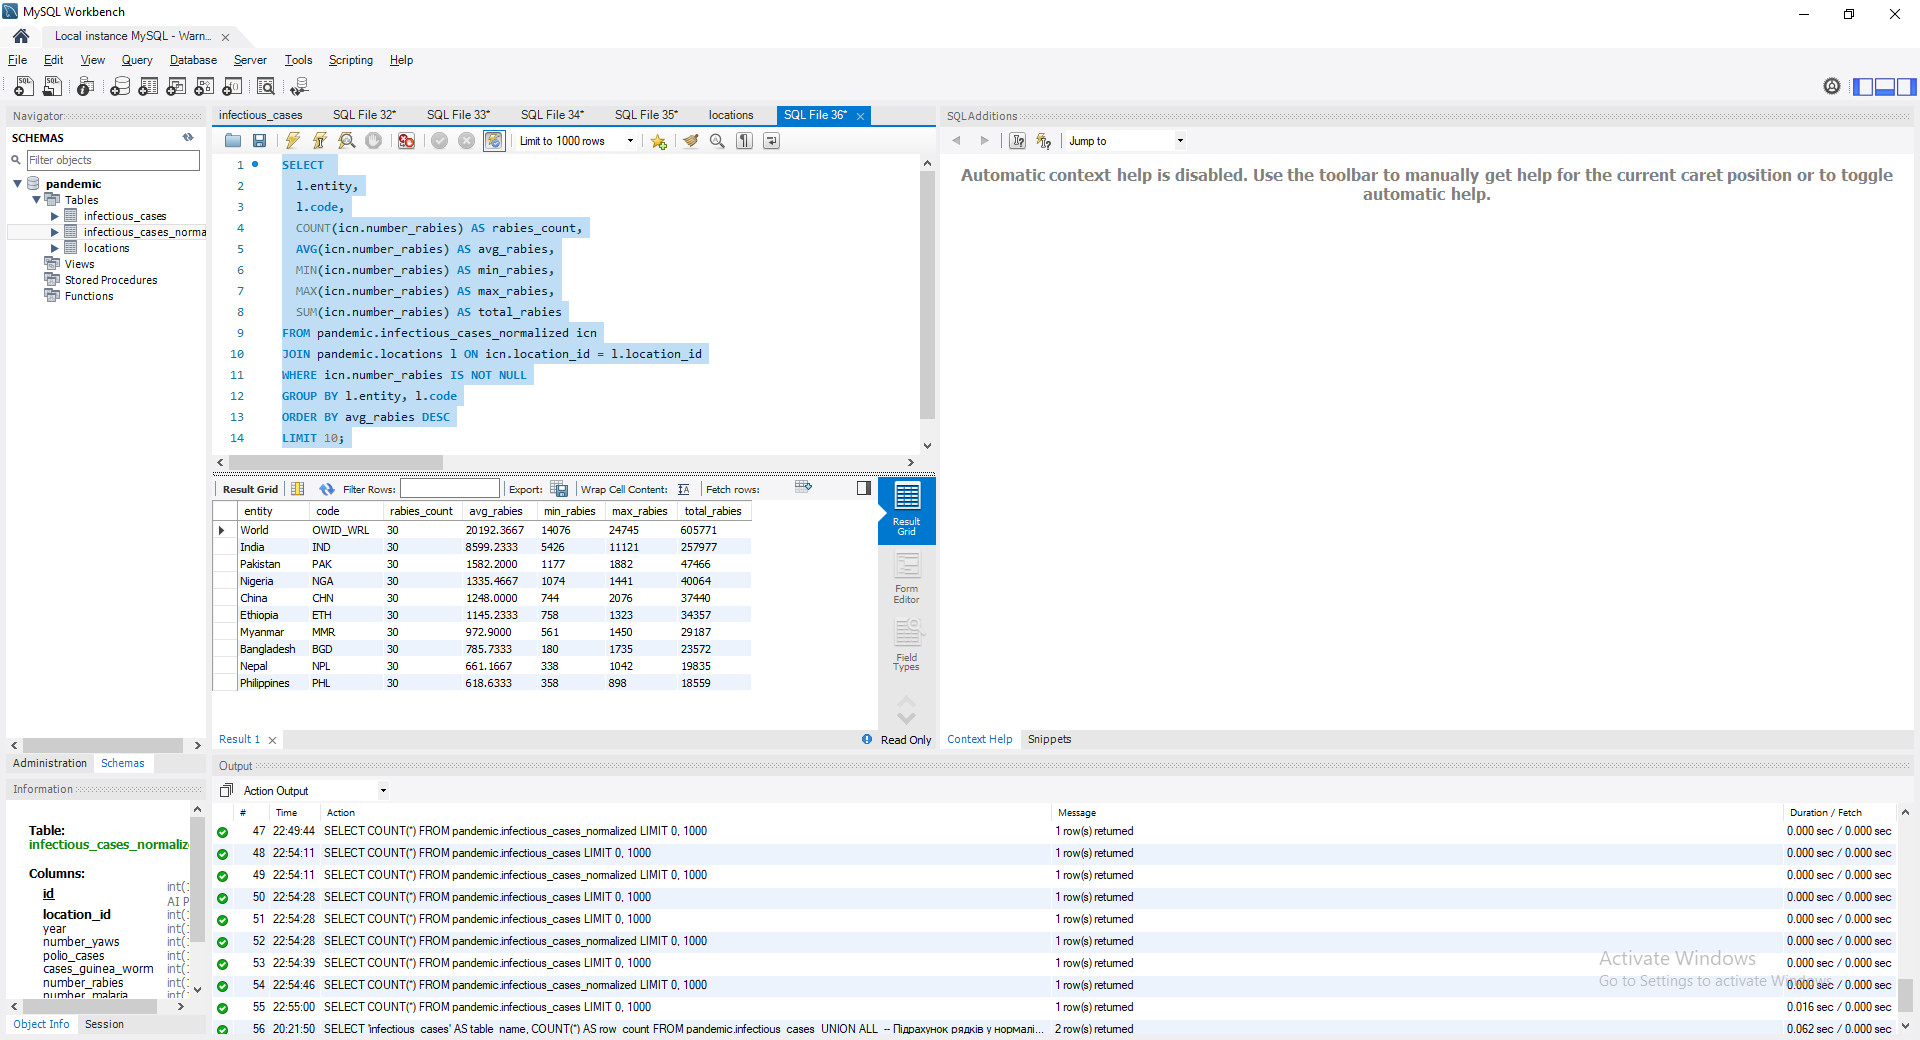 MySQL Workbench
Local instance MySQL - Warn...
File Edit View Query Database Server Tools Scripting Help
Navigator
SCHEMAS
Filter objects
pandemic
Tables
infectious_cases
infectious_cases_norma
locations
Views
Stored Procedures
Functions
Administration Schemas
Information
Table:
infectious_cases_normaliz
Columns:
id int(
AI P
location_id int(
year int(
number_yaws int(
polio_cases int(
cases_guinea_worm int(
number_rabies int(
number_malaria int(
Object Info Session
infectious_cases SQL File 32* SQL File 33* SQL File 34* SQL File 35* locations SQL File 36*
Limit to 1000 rows
1 SELECT
2 l.entity,
3 l.code,
4 COUNT(icn.number_rabies) AS rabies_count,
5 AVG(icn.number_rabies) AS avg_rabies,
6 MIN(icn.number_rabies) AS min_rabies,
7 MAX(icn.number_rabies) AS max_rabies,
8 SUM(icn.number_rabies) AS total_rabies
9 FROM pandemic.infectious_cases_normalized icn
10 JOIN pandemic.locations l ON icn.location_id = l.location_id
11 WHERE icn.number_rabies IS NOT NULL
12 GROUP BY l.entity, l.code
13 ORDER BY avg_rabies DESC
14 LIMIT 10;
Result Grid Filter Rows: Export: Wrap Cell Content: Fetch rows:
entity code rabies_count avg_rabies min_rabies max_rabies total_rabies
World OWID_WRL 30 20192.3667 14076 24745 605771
India IND 30 8599.2333 5426 11121 257977
Pakistan PAK 30 1582.2000 1177 1882 47466
Nigeria NGA 30 1335.4667 1074 1441 40064
China CHN 30 1248.0000 744 2076 37440
Ethiopia ETH 30 1145.2333 758 1323 34357
Myanmar MMR 30 972.9000 561 1450 29187
Bangladesh BGD 30 785.7333 180 1735 23572
Nepal NPL 30 661.1667 338 1042 19835
Philippines PHL 30 618.6333 358 898 18559
Result Grid
Form Editor
Field Types
Result 1 Read Only
SQLAdditions
Jump to
Automatic context help is disabled. Use the toolbar to manually get help for the current caret position or to toggle
automatic help.
Context Help Snippets
Output
Action Output
# Time Action Message Duration / Fetch
47 22:49:44 SELECT COUNT(*) FROM pandemic.infectious_cases_normalized LIMIT 0, 1000 1 row(s) returned 0.000 sec / 0.000 sec
48 22:54:11 SELECT COUNT(*) FROM pandemic.infectious_cases LIMIT 0, 1000 1 row(s) returned 0.000 sec / 0.000 sec
49 22:54:11 SELECT COUNT(*) FROM pandemic.infectious_cases_normalized LIMIT 0, 1000 1 row(s) returned 0.000 sec / 0.000 sec
50 22:54:28 SELECT COUNT(*) FROM pandemic.infectious_cases LIMIT 0, 1000 1 row(s) returned 0.000 sec / 0.000 sec
51 22:54:28 SELECT COUNT(*) FROM pandemic.infectious_cases LIMIT 0, 1000 1 row(s) returned 0.000 sec / 0.000 sec
52 22:54:28 SELECT COUNT(*) FROM pandemic.infectious_cases_normalized LIMIT 0, 1000 1 row(s) returned 0.000 sec / 0.000 sec
53 22:54:39 SELECT COUNT(*) FROM pandemic.infectious_cases LIMIT 0, 1000 1 row(s) returned 0.000 sec / 0.000 sec
54 22:54:46 SELECT COUNT(*) FROM pandemic.infectious_cases_normalized LIMIT 0, 1000 1 row(s) returned 0.000 sec / 0.000 sec
55 22:55:00 SELECT COUNT(*) FROM pandemic.infectious_cases LIMIT 0, 1000 1 row(s) returned 0.016 sec / 0.000 sec
56 20:21:50 SELECT 'infectious_cases' AS table_name, COUNT(*) AS row_count FROM pandemic.infectious_cases UNION ALL -- Підрахунок рядків у нормалі... 2 row(s) returned 0.062 sec / 0.000 sec
Activate Windows
Go to Settings to activate Windows.